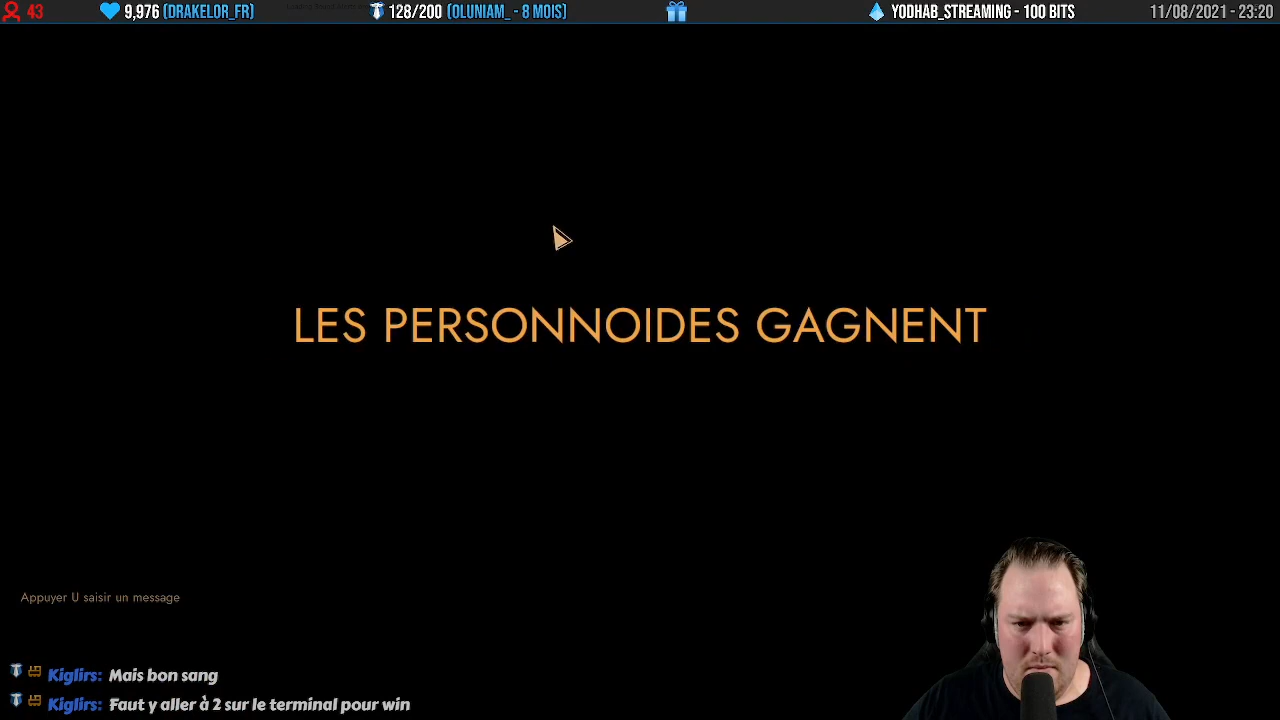 43
9,976 (DRAKELOR_FR)
128/200 (OLUNIAM_ - 8 MOIS)
YODHAB_STREAMING - 100 BITS
11/08/2021 - 23:20
LES PERSONNOIDES GAGNENT
Appuyer U saisir un message
Kiglirs: Mais bon sang
Kiglirs: Faut y aller à 2 sur le terminal pour win